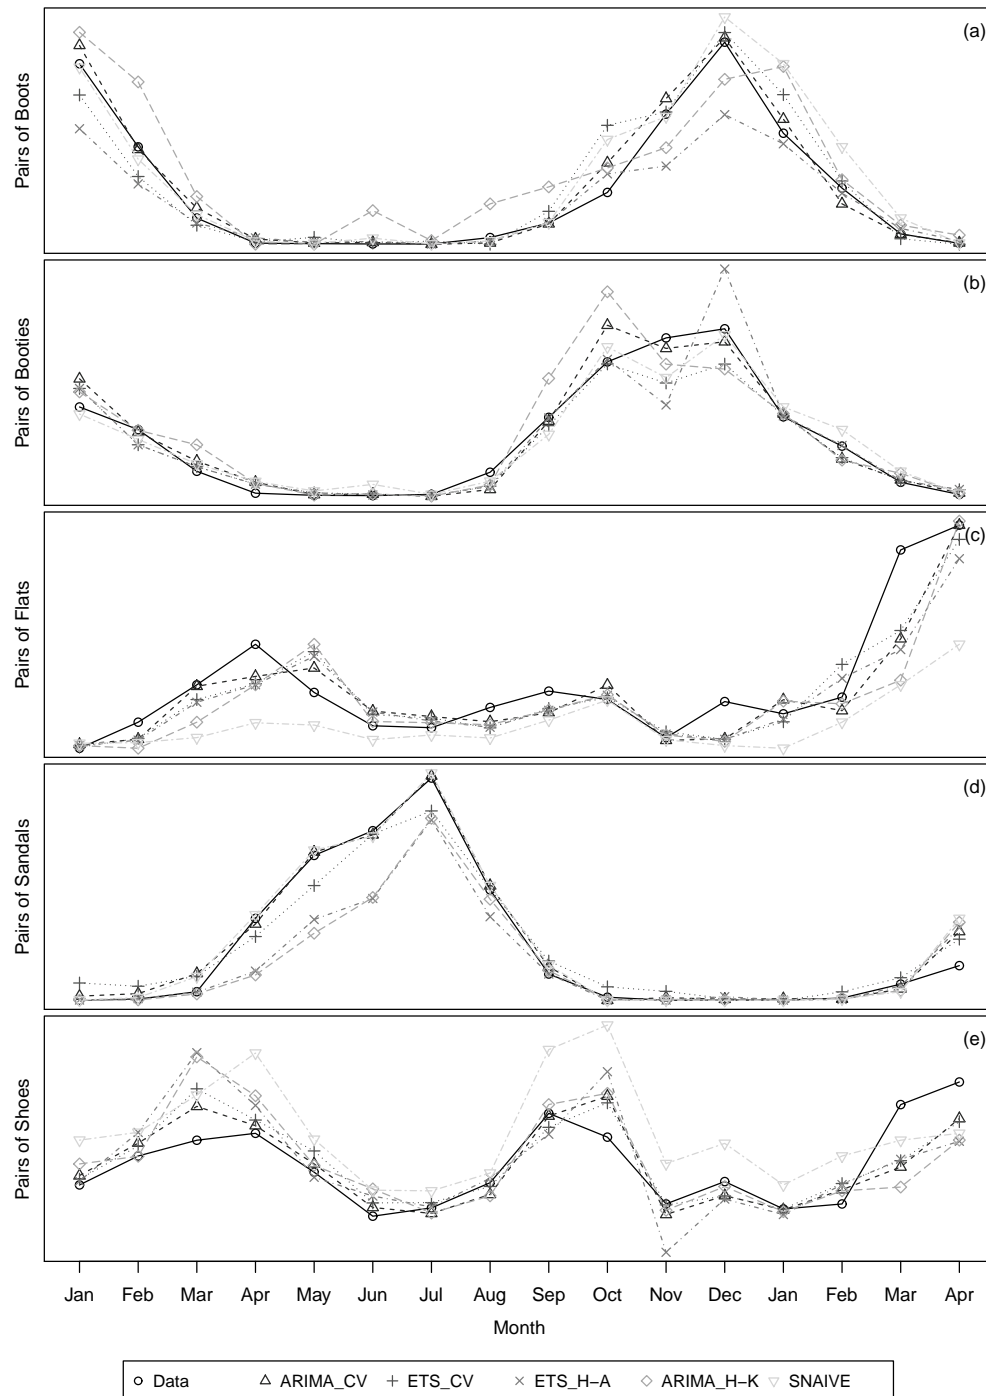 (a)
Pairs of Boots
(b)
Pairs of Booties
(c)
Pairs of Flats
(d)
Pairs of Sandals
(e)
Pairs of Shoes
Jan Feb Mar Apr May Jun Jul Aug Sep Oct Nov Dec Jan Feb Mar Apr
Month
Data ARIMA_CV ETS_CV ETS_H−A ARIMA_H−K SNAIVE